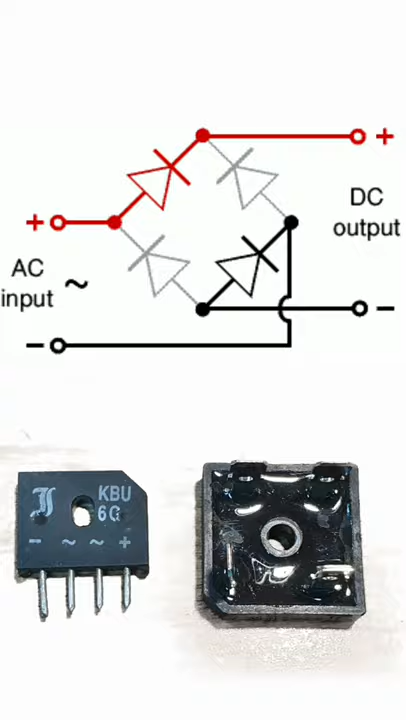 +
+
DC
output
AC
input
~
-
-
KBU
6G
- ~ ~ +